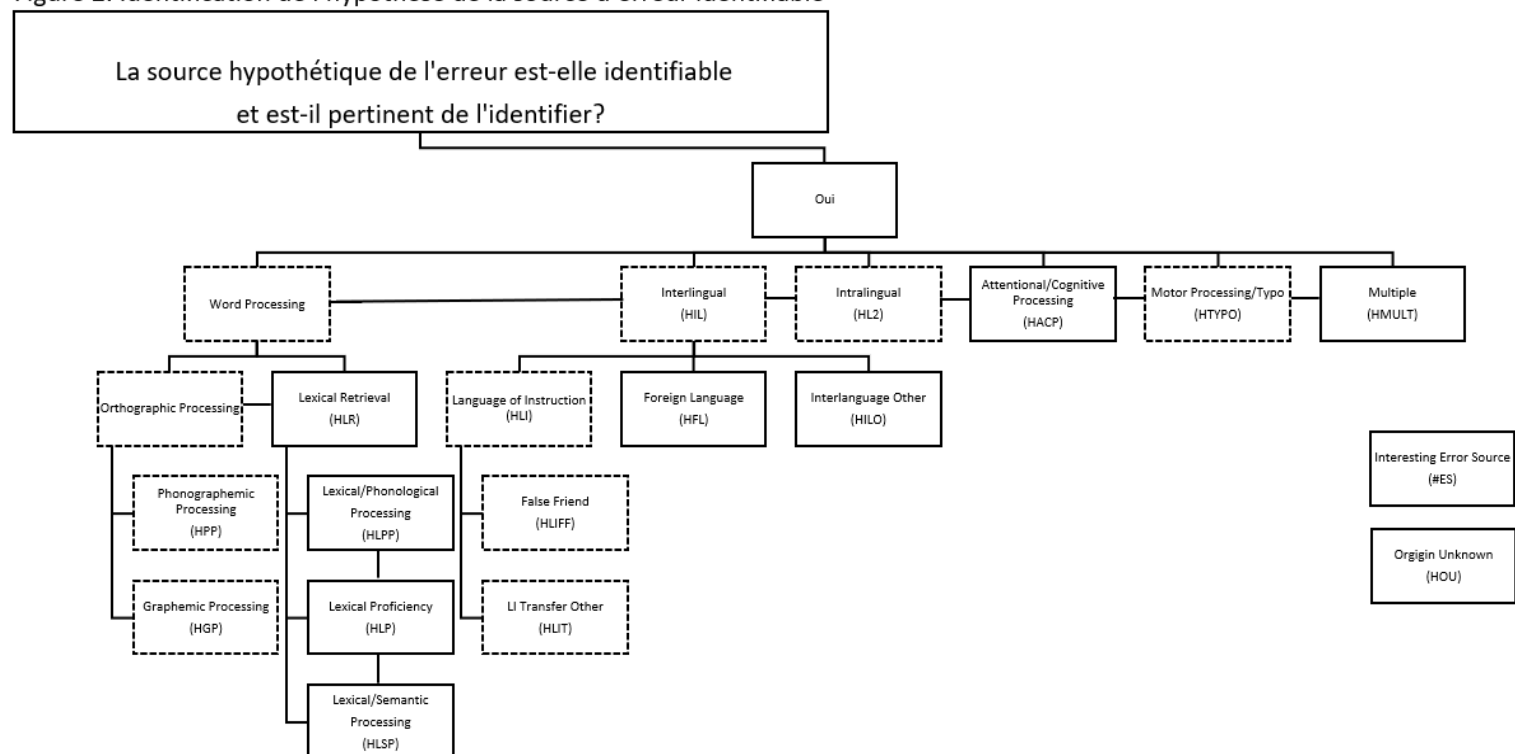 La source hypothétique de l'erreur est-elle identifiable
et est-il pertinent de l'identifier?
Oui
Word Processing
Interlingual
(HIL)
Intralingual
(HL2)
Attentional/Cognitive
Processing
(HACP)
Motor Processing/Typo
(HTYPO)
Multiple
(HMULT)
Orthographic Processing
Lexical Retrieval
(HLR)
Language of Instruction
(HLI)
Foreign Language
(HFL)
Interlanguage Other
(HILO)
Interesting Error Source
(#ES)
Phonographemic
Processing
(HPP)
Lexical/Phonological
Processing
(HLPP)
False Friend
(HLIFF)
Orgigin Unknown
(HOU)
Graphemic Processing
(HGP)
Lexical Proficiency
(HLP)
LI Transfer Other
(HLIT)
Lexical/Semantic
Processing
(HLSP)